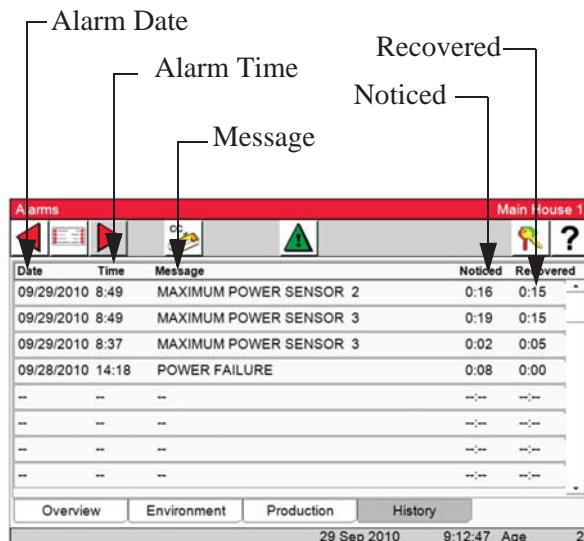 Alarm Date
Recovered
Alarm Time
Noticed
Message
Alarms Main House 1
?
Date Time Message Noticed Recovered
09/29/2010 8:49 MAXIMUM POWER SENSOR 2 0:16 0:15
09/29/2010 8:49 MAXIMUM POWER SENSOR 3 0:19 0:15
09/29/2010 8:37 MAXIMUM POWER SENSOR 3 0:02 0:05
09/28/2010 14:18 POWER FAILURE 0:08 0:00
-- -- -- --:-- --:--
-- -- -- --:-- --:--
-- -- -- --:-- --:--
-- -- -- --:-- --:--
Overview Environment Production History
29 Sep 2010 9:12:47 Age 2